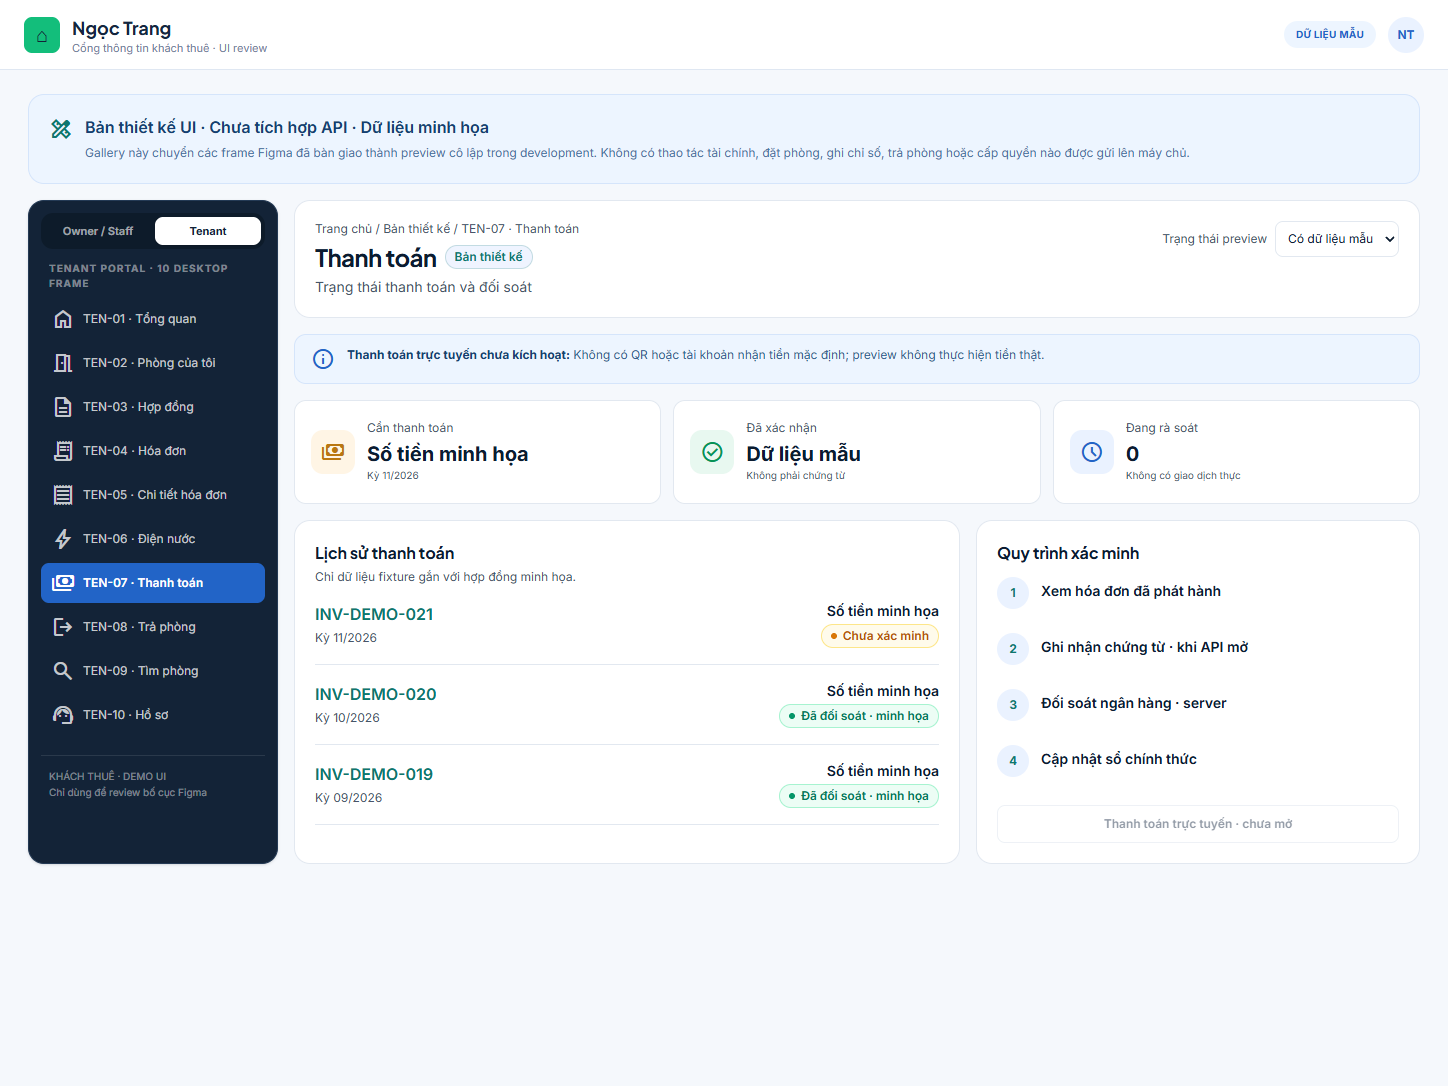 Ngọc Trang
Cổng thông tin khách thuê · UI review
DỮ LIỆU MẪU
NT
Bản thiết kế UI · Chưa tích hợp API · Dữ liệu minh họa
Gallery này chuyển các frame Figma đã bàn giao thành preview cô lập trong development. Không có thao tác tài chính, đặt phòng, ghi chỉ số, trả phòng hoặc cấp quyền nào được gửi lên máy chủ.
Owner / Staff
Tenant
TENANT PORTAL · 10 DESKTOP
FRAME
TEN-01 · Tổng quan
TEN-02 · Phòng của tôi
TEN-03 · Hợp đồng
TEN-04 · Hóa đơn
TEN-05 · Chi tiết hóa đơn
TEN-06 · Điện nước
TEN-07 · Thanh toán
TEN-08 · Trả phòng
TEN-09 · Tìm phòng
TEN-10 · Hồ sơ
KHÁCH THUÊ · DEMO UI
Chỉ dùng để review bố cục Figma
Trang chủ / Bản thiết kế / TEN-07 · Thanh toán
Thanh toán
Bản thiết kế
Trạng thái thanh toán và đối soát
Trạng thái preview
Có dữ liệu mẫu
Thanh toán trực tuyến chưa kích hoạt: Không có QR hoặc tài khoản nhận tiền mặc định; preview không thực hiện tiền thật.
Cần thanh toán
Số tiền minh họa
Kỳ 11/2026
Đã xác nhận
Dữ liệu mẫu
Không phải chứng từ
Đang rà soát
0
Không có giao dịch thực
Lịch sử thanh toán
Chỉ dữ liệu fixture gắn với hợp đồng minh họa.
INV-DEMO-021
Kỳ 11/2026
Số tiền minh họa
Chưa xác minh
INV-DEMO-020
Kỳ 10/2026
Số tiền minh họa
Đã đối soát · minh họa
INV-DEMO-019
Kỳ 09/2026
Số tiền minh họa
Đã đối soát · minh họa
Quy trình xác minh
1
Xem hóa đơn đã phát hành
2
Ghi nhận chứng từ · khi API mở
3
Đối soát ngân hàng · server
4
Cập nhật sổ chính thức
Thanh toán trực tuyến · chưa mở